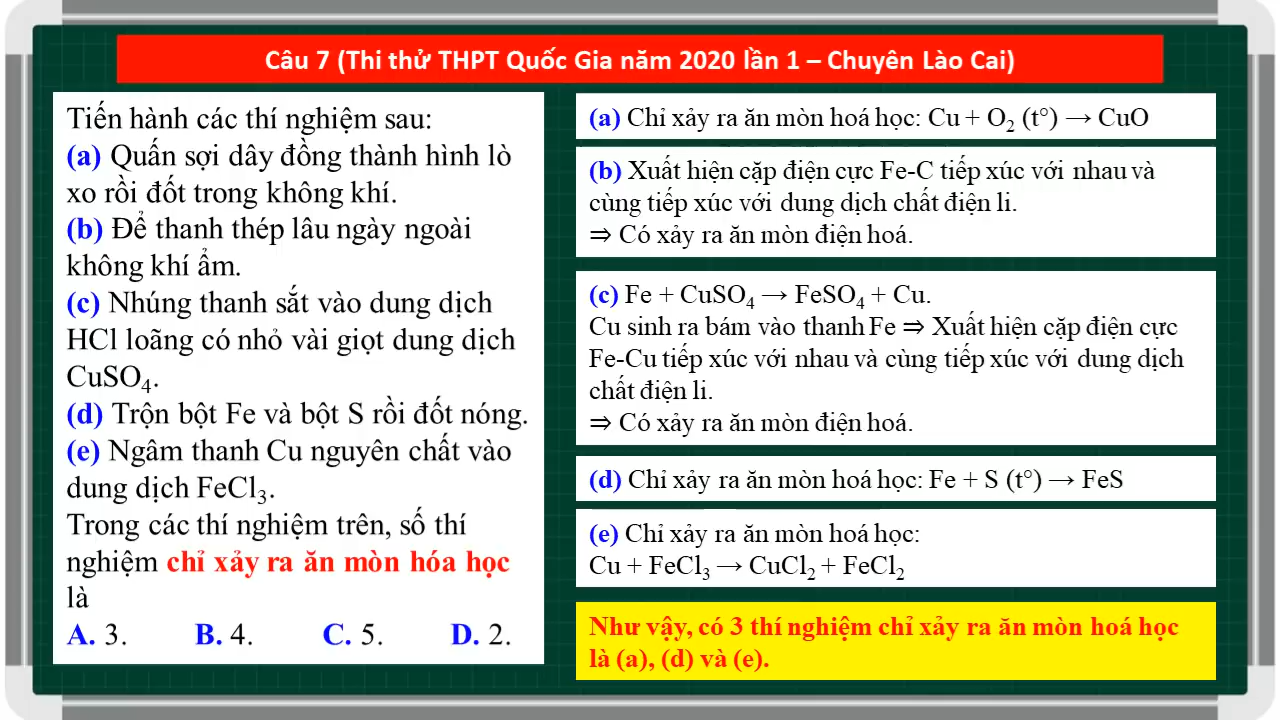 Câu 7 (Thi thử THPT Quốc Gia năm 2020 lần 1 – Chuyên Lào Cai)
Tiến hành các thí nghiệm sau:
(a) Quấn sợi dây đồng thành hình lò
xo rồi đốt trong không khí.
(b) Để thanh thép lâu ngày ngoài
không khí ẩm.
(c) Nhúng thanh sắt vào dung dịch
HCl loãng có nhỏ vài giọt dung dịch
CuSO₄.
(d) Trộn bột Fe và bột S rồi đốt nóng.
(e) Ngâm thanh Cu nguyên chất vào
dung dịch FeCl₃.
Trong các thí nghiệm trên, số thí
nghiệm chỉ xảy ra ăn mòn hóa học
là
A. 3. B. 4. C. 5. D. 2.
(a) Chỉ xảy ra ăn mòn hoá học: Cu + O₂ (t°) → CuO
(b) Xuất hiện cặp điện cực Fe-C tiếp xúc với nhau và
cùng tiếp xúc với dung dịch chất điện li.
⇒ Có xảy ra ăn mòn điện hoá.
(c) Fe + CuSO₄ → FeSO₄ + Cu.
Cu sinh ra bám vào thanh Fe ⇒ Xuất hiện cặp điện cực
Fe-Cu tiếp xúc với nhau và cùng tiếp xúc với dung dịch
chất điện li.
⇒ Có xảy ra ăn mòn điện hoá.
(d) Chỉ xảy ra ăn mòn hoá học: Fe + S (t°) → FeS
(e) Chỉ xảy ra ăn mòn hoá học:
Cu + FeCl₃ → CuCl₂ + FeCl₂
Như vậy, có 3 thí nghiệm chỉ xảy ra ăn mòn hoá học
là (a), (d) và (e).